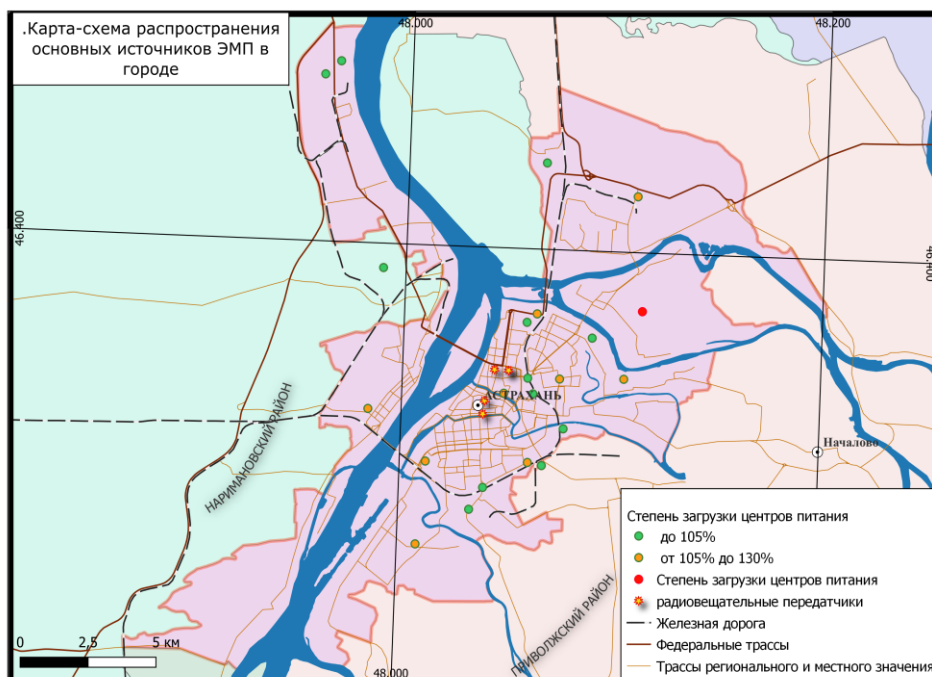 .Карта-схема распространения
основных источников ЭМП в
городе
48.000
48.200
46.400
46.400
НАРИМАНОВСКИЙ РАЙОН
АСТРАХАНЬ
Началово
ПРИВОЛЖСКИЙ РАЙОН
48.000
0 2,5 5 км
Степень загрузки центров питания
до 105%
от 105% до 130%
Степень загрузки центров питания
радиовещательные передатчики
Железная дорога
Федеральные трассы
Трассы регионального и местного значения